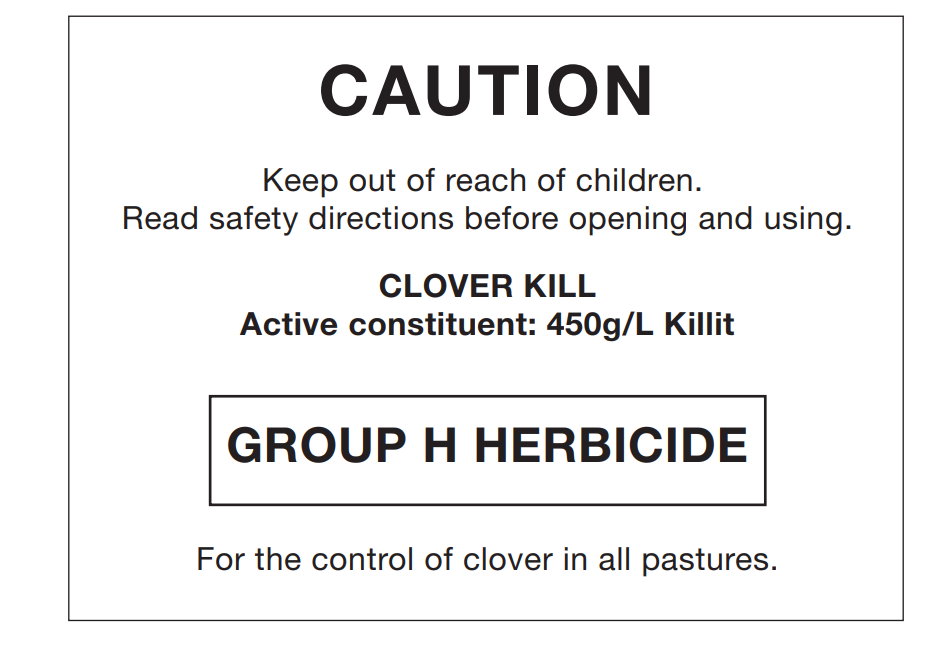 CAUTION
Keep out of reach of children.
Read safety directions before opening and using.
CLOVER KILL
Active constituent: 450g/L Killit
GROUP H HERBICIDE
For the control of clover in all pastures.